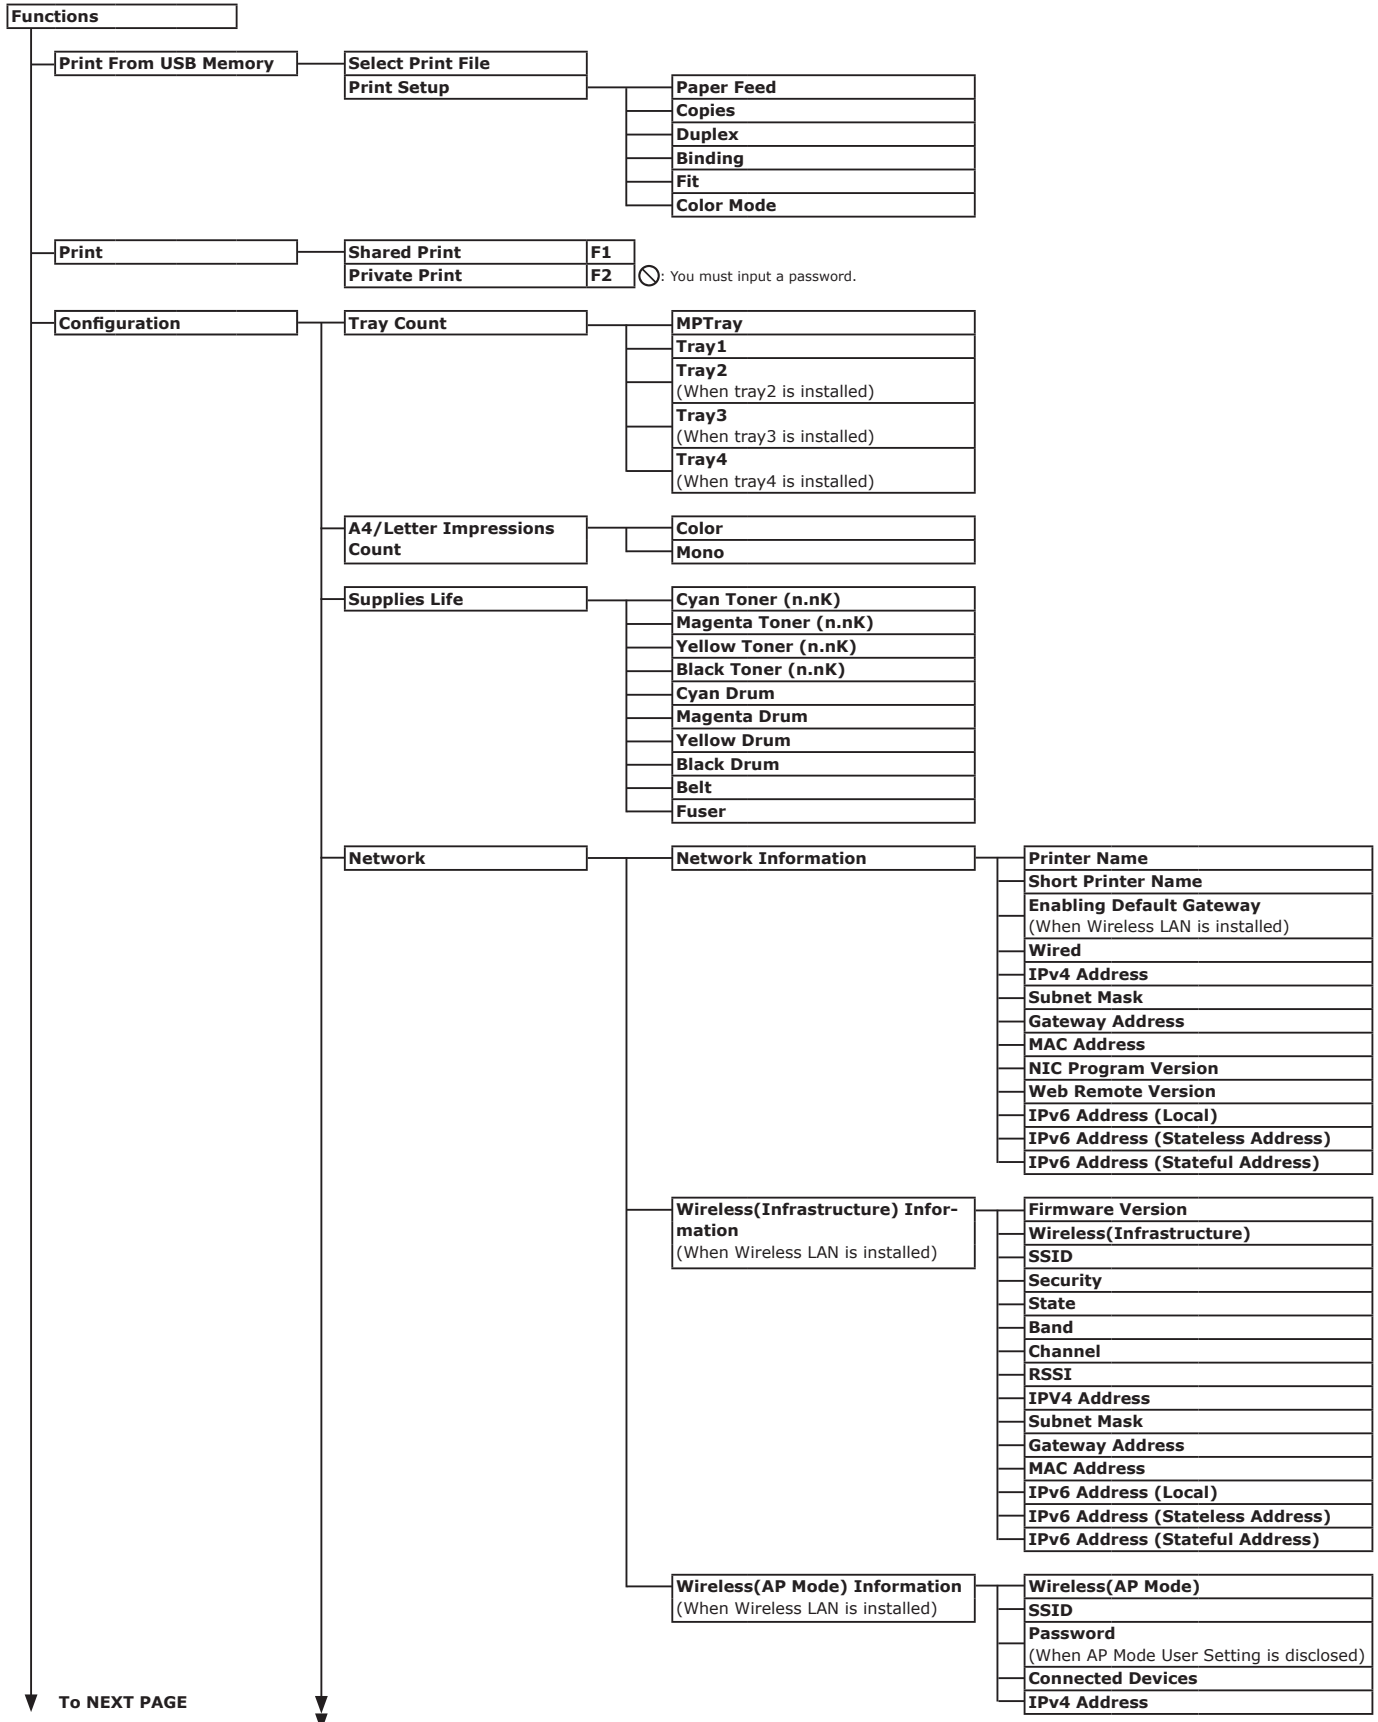 Functions
Print From USB Memory
Select Print File
Print Setup
Paper Feed
Copies
Duplex
Binding
Fit
Color Mode
Print
Shared Print F1
Private Print F2 : You must input a password.
Configuration
Tray Count
MPTray
Tray1
Tray2
(When tray2 is installed)
Tray3
(When tray3 is installed)
Tray4
(When tray4 is installed)
A4/Letter Impressions
Count
Color
Mono
Supplies Life
Cyan Toner (n.nK)
Magenta Toner (n.nK)
Yellow Toner (n.nK)
Black Toner (n.nK)
Cyan Drum
Magenta Drum
Yellow Drum
Black Drum
Belt
Fuser
Network
Network Information
Printer Name
Short Printer Name
Enabling Default Gateway
(When Wireless LAN is installed)
Wired
IPv4 Address
Subnet Mask
Gateway Address
MAC Address
NIC Program Version
Web Remote Version
IPv6 Address (Local)
IPv6 Address (Stateless Address)
IPv6 Address (Stateful Address)
Wireless(Infrastructure) Infor-
mation
(When Wireless LAN is installed)
Firmware Version
Wireless(Infrastructure)
SSID
Security
State
Band
Channel
RSSI
IPV4 Address
Subnet Mask
Gateway Address
MAC Address
IPv6 Address (Local)
IPv6 Address (Stateless Address)
IPv6 Address (Stateful Address)
Wireless(AP Mode) Information
(When Wireless LAN is installed)
Wireless(AP Mode)
SSID
Password
(When AP Mode User Setting is disclosed)
Connected Devices
IPv4 Address
To NEXT PAGE